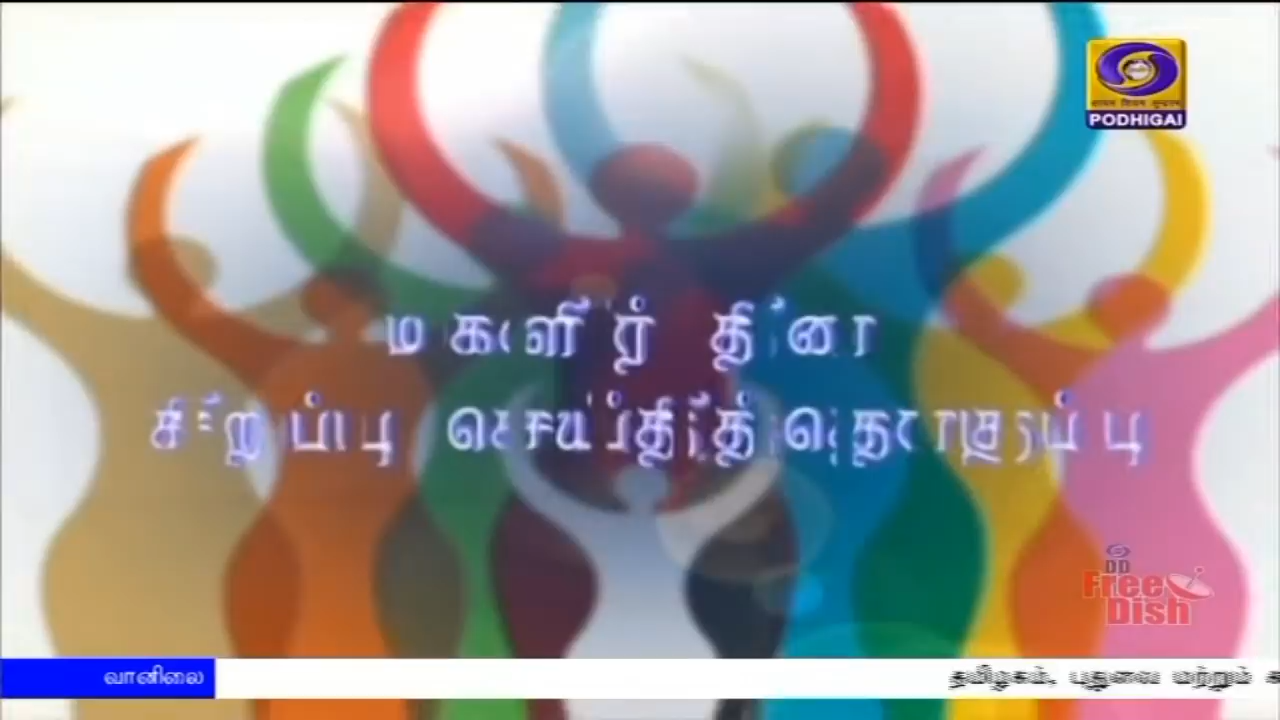 PODHIGAI
மகளிர் திரை
சிறப்பு செய்தித் தொகுப்பு
DD
Free
Dish
வானிலை
தமிழகம், புதுவை மற்றும்